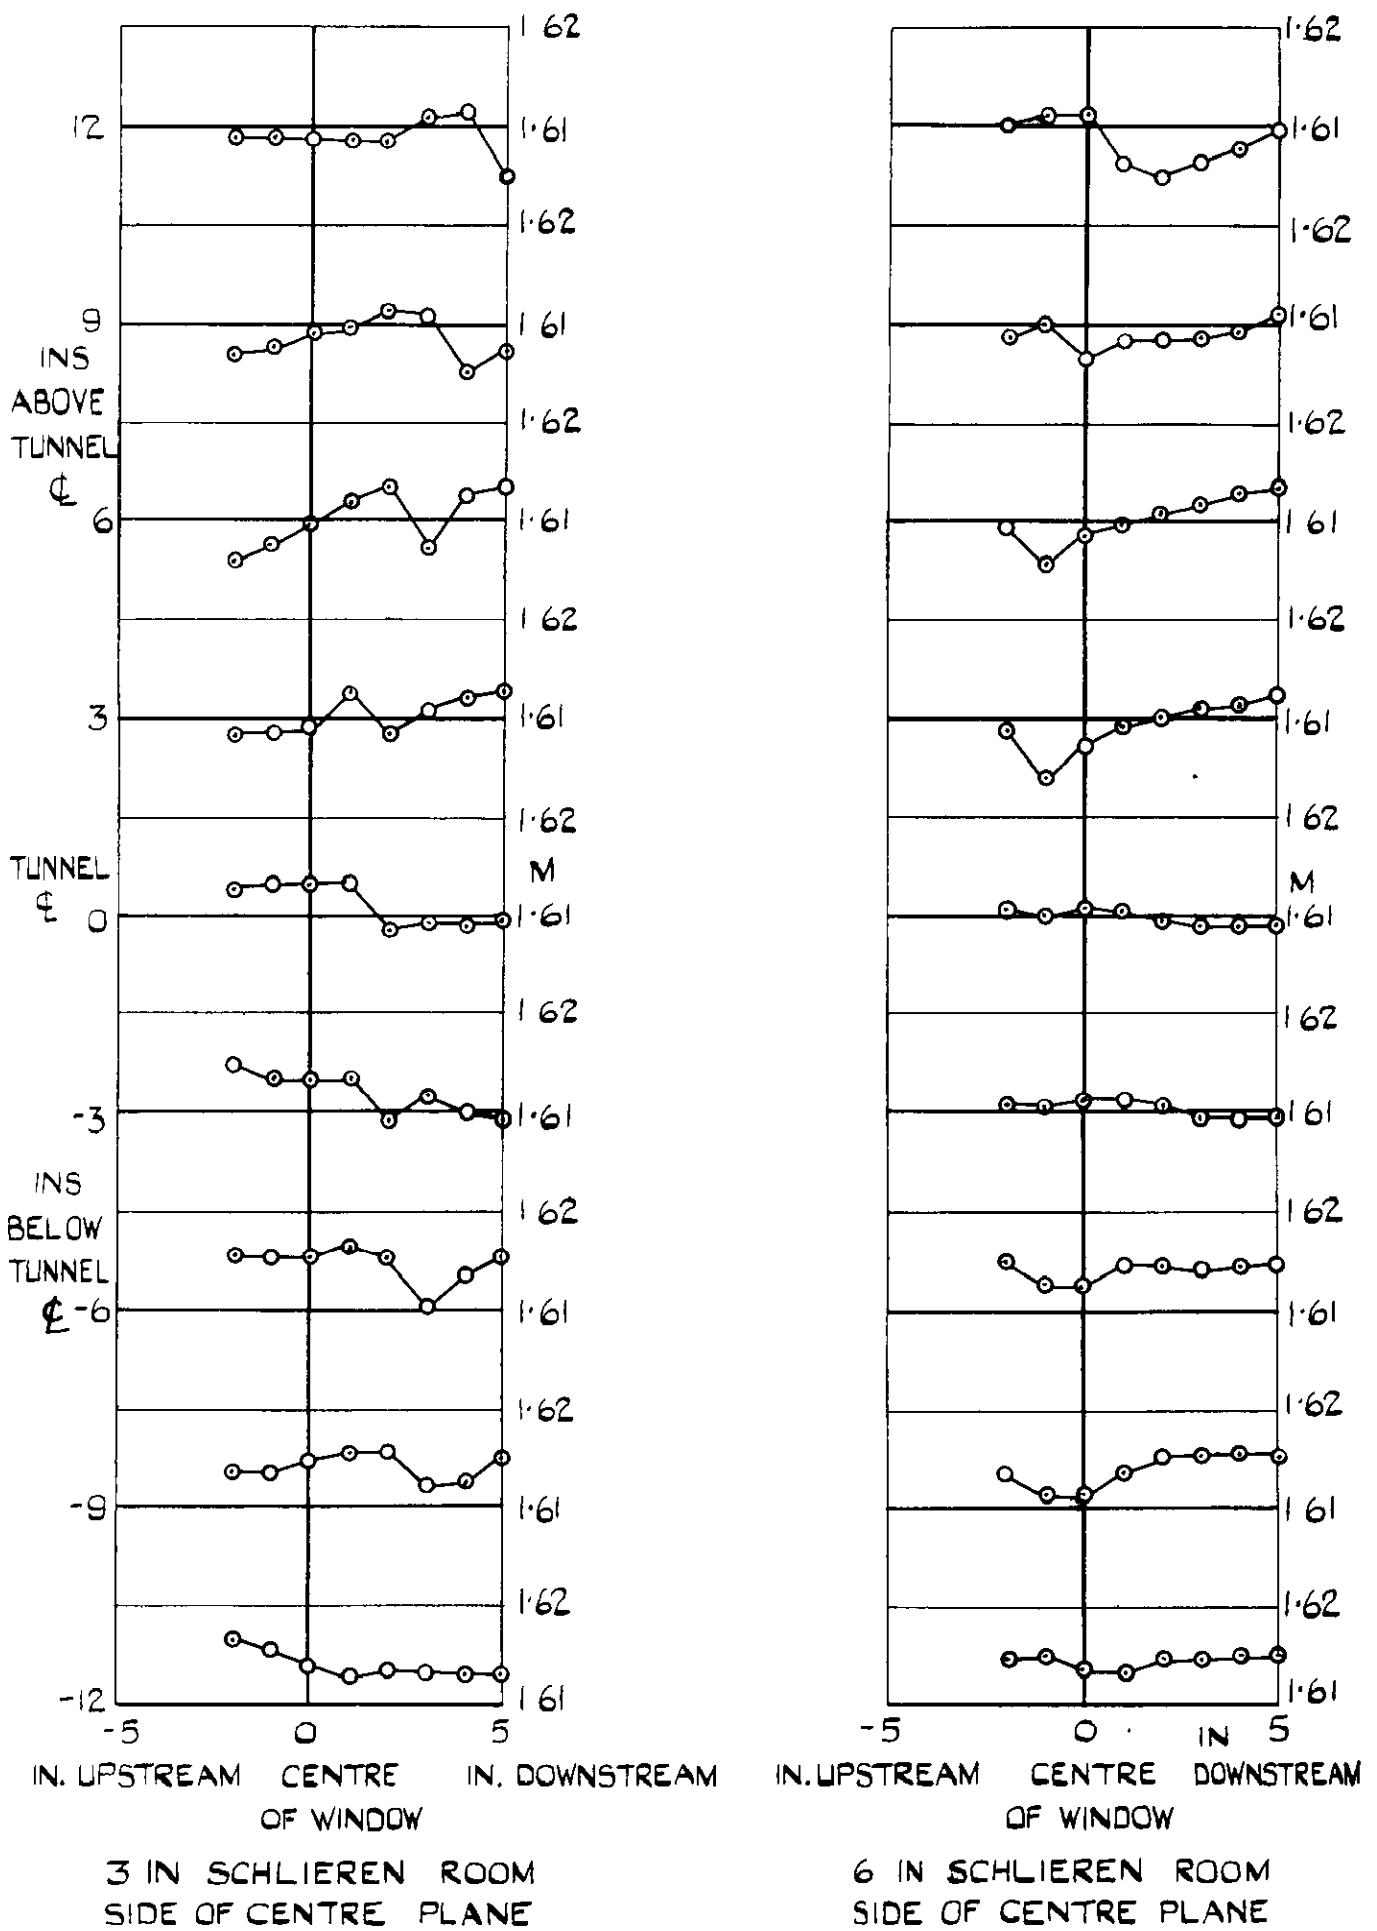 1 62
12
1.61
1·62
9
1 61
INS
ABOVE
TUNNEL
℄
1·62
6
1·61
1 62
3
1·61
1·62
TUNNEL
℄
M
0
1·61
1 62
-3
1·61
INS
BELOW
TUNNEL
℄
1 62
-6
1·61
1·62
-9
1·61
1·62
-12
1 61
-5 0 5
IN. UPSTREAM CENTRE IN. DOWNSTREAM
OF WINDOW
3 IN SCHLIEREN ROOM
SIDE OF CENTRE PLANE
1·62
1·61
1·62
1·61
1·62
1·61
1·62
1·61
1·62
M
1·61
1 62
1 61
1 62
1·61
1·62
1 61
1·62
1·61
-5 0 IN 5
IN. UPSTREAM CENTRE DOWNSTREAM
OF WINDOW
6 IN SCHLIEREN ROOM
SIDE OF CENTRE PLANE